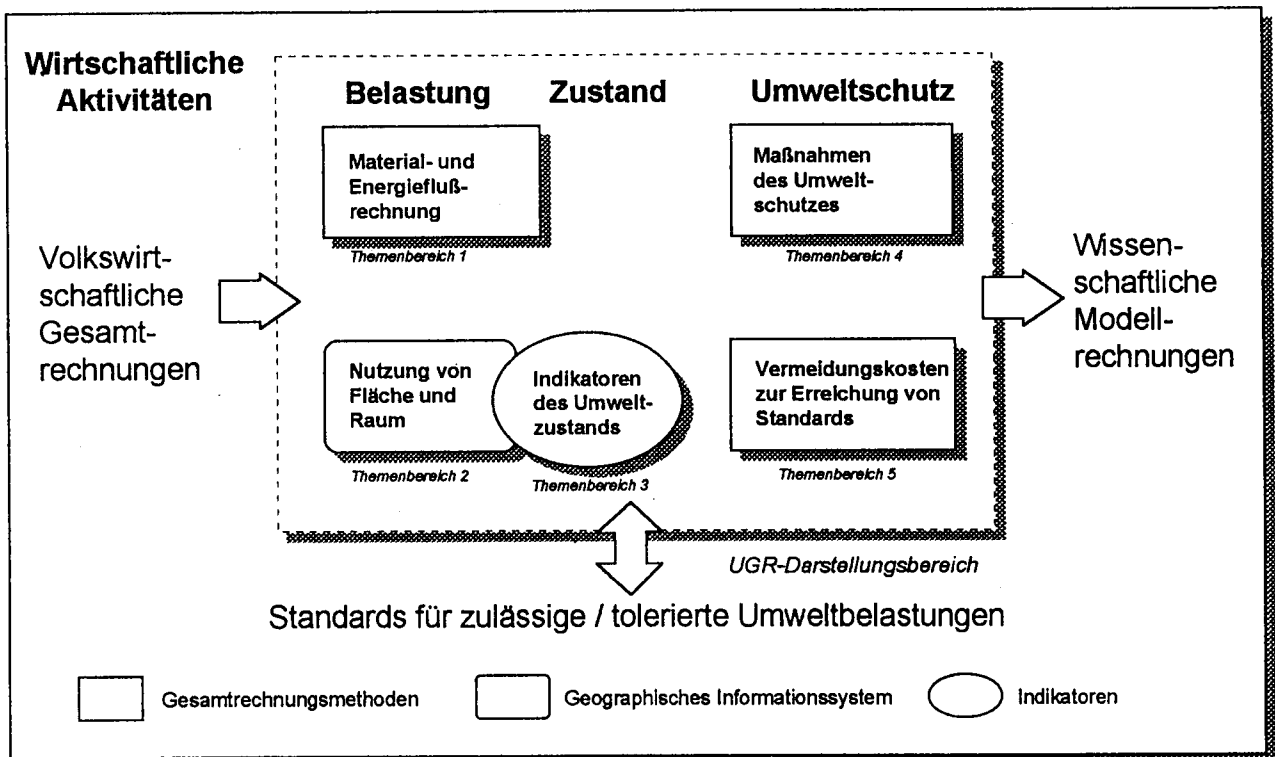 Wirtschaftliche
Aktivitäten
Belastung
Zustand
Umweltschutz
Material- und
Energiefluß-
rechnung
Themenbereich 1
Maßnahmen
des Umwelt-
schutzes
Themenbereich 4
Volkswirt-
schaftliche
Gesamt-
rechnungen
Wissen-
schaftliche
Modell-
rechnungen
Nutzung von
Fläche und
Raum
Themenbereich 2
Indikatoren
des Umwelt-
zustands
Themenbereich 3
Vermeidungskosten
zur Erreichung von
Standards
Themenbereich 5
UGR-Darstellungsbereich
Standards für zulässige / tolerierte Umweltbelastungen
Gesamtrechnungsmethoden
Geographisches Informationssystem
Indikatoren